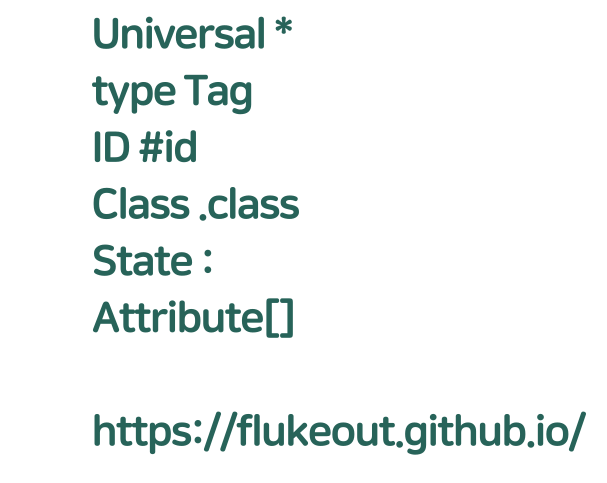 Universal *
type Tag
ID #id
Class .class
State :
Attribute[]
https://flukeout.github.io/